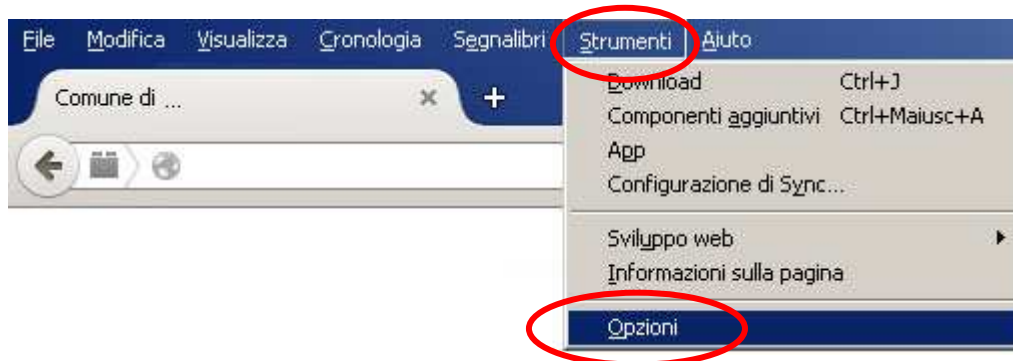 File Modifica Visualizza Cronologia Segnalibri Strumenti Aiuto
Comune di ...
Download Ctrl+J
Componenti aggiuntivi Ctrl+Maiusc+A
App
Configurazione di Sync...
Sviluppo web
Informazioni sulla pagina
Opzioni